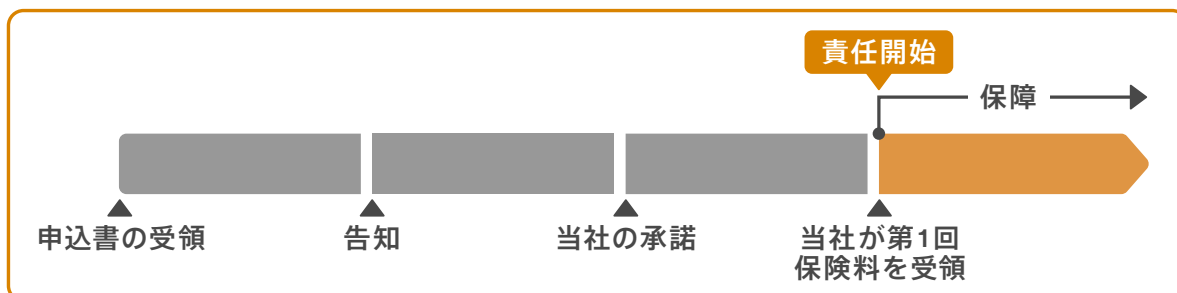 責任開始
保障
申込書の受領
告知
当社の承諾
当社が第1回
保険料を受領